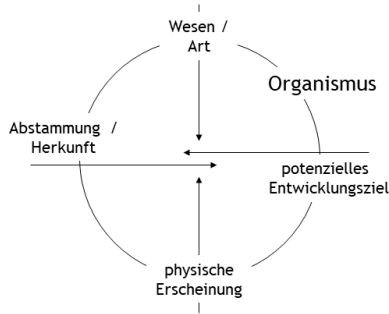 Wesen /
Art
Organismus
Abstammung /
Herkunft
potenzielles
Entwicklungsziel
physische
Erscheinung